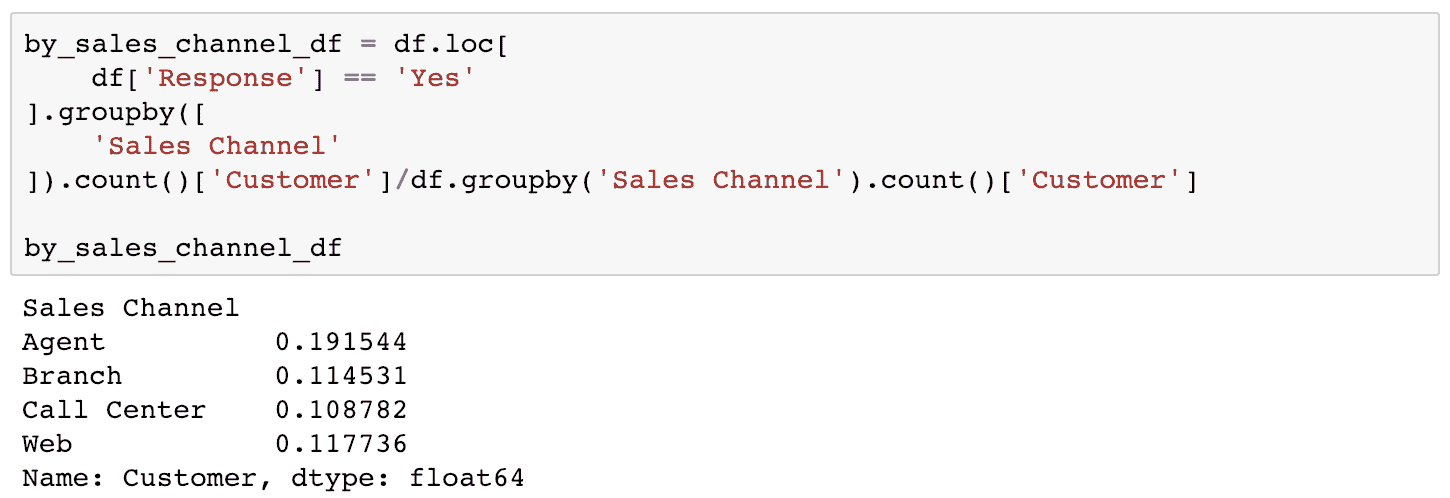 by_sales_channel_df = df.loc[
    df['Response'] == 'Yes'
].groupby([
    'Sales Channel'
]).count()['Customer']/df.groupby('Sales Channel').count()['Customer']

by_sales_channel_df
Sales Channel
Agent          0.191544
Branch         0.114531
Call Center    0.108782
Web            0.117736
Name: Customer, dtype: float64